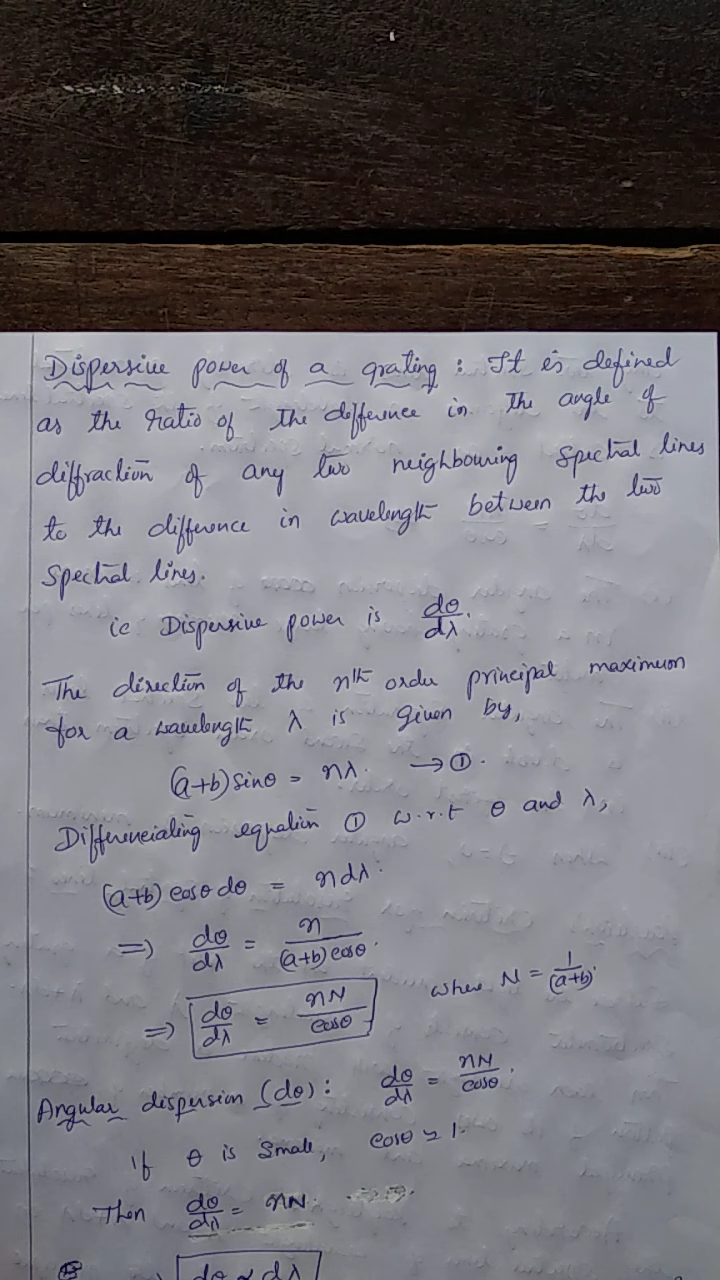 Dispersive power of a grating : It is defined
as the ratio of the difference in the angle of
diffraction of any two neighbouring spectral lines
to the difference in wavelength between the two
spectral lines.
ie Dispersive power is dθ/dλ.
The direction of the nth order principal maximum
for a wavelength λ is given by,
(a+b) sinθ = nλ. → ①.
Differenciating equation ① w.r.t θ and λ,
(a+b) cosθ dθ = n dλ.
⇒ dθ/dλ = n/(a+b) cosθ.
⇒ dθ/dλ = nN/cosθ where N = 1/(a+b).
Angular dispersion (dθ) : dθ/dλ = nN/cosθ.
If θ is small, cosθ ≃ 1.
Then dθ/dλ = nN.
⇒ dθ ∝ dλ